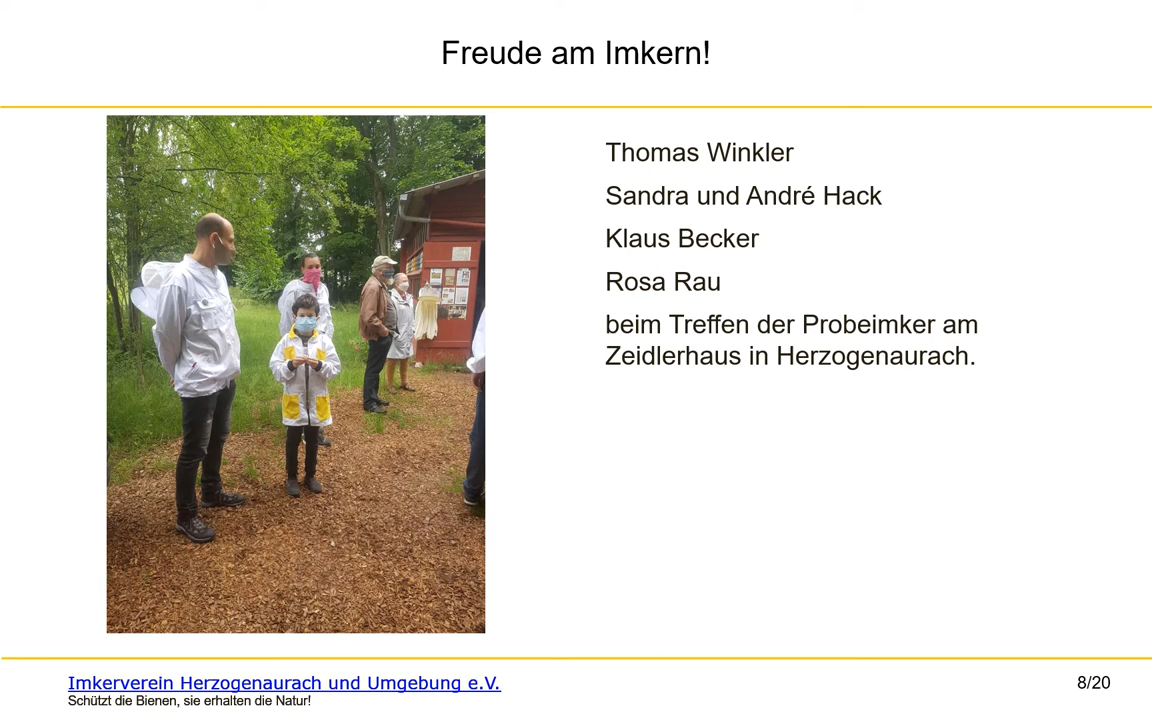 Freude am Imkern!
Thomas Winkler
Sandra und André Hack
Klaus Becker
Rosa Rau
beim Treffen der Probeimker am
Zeidlerhaus in Herzogenaurach.
Imkerverein Herzogenaurach und Umgebung e.V.
Schützt die Bienen, sie erhalten die Natur!
8/20